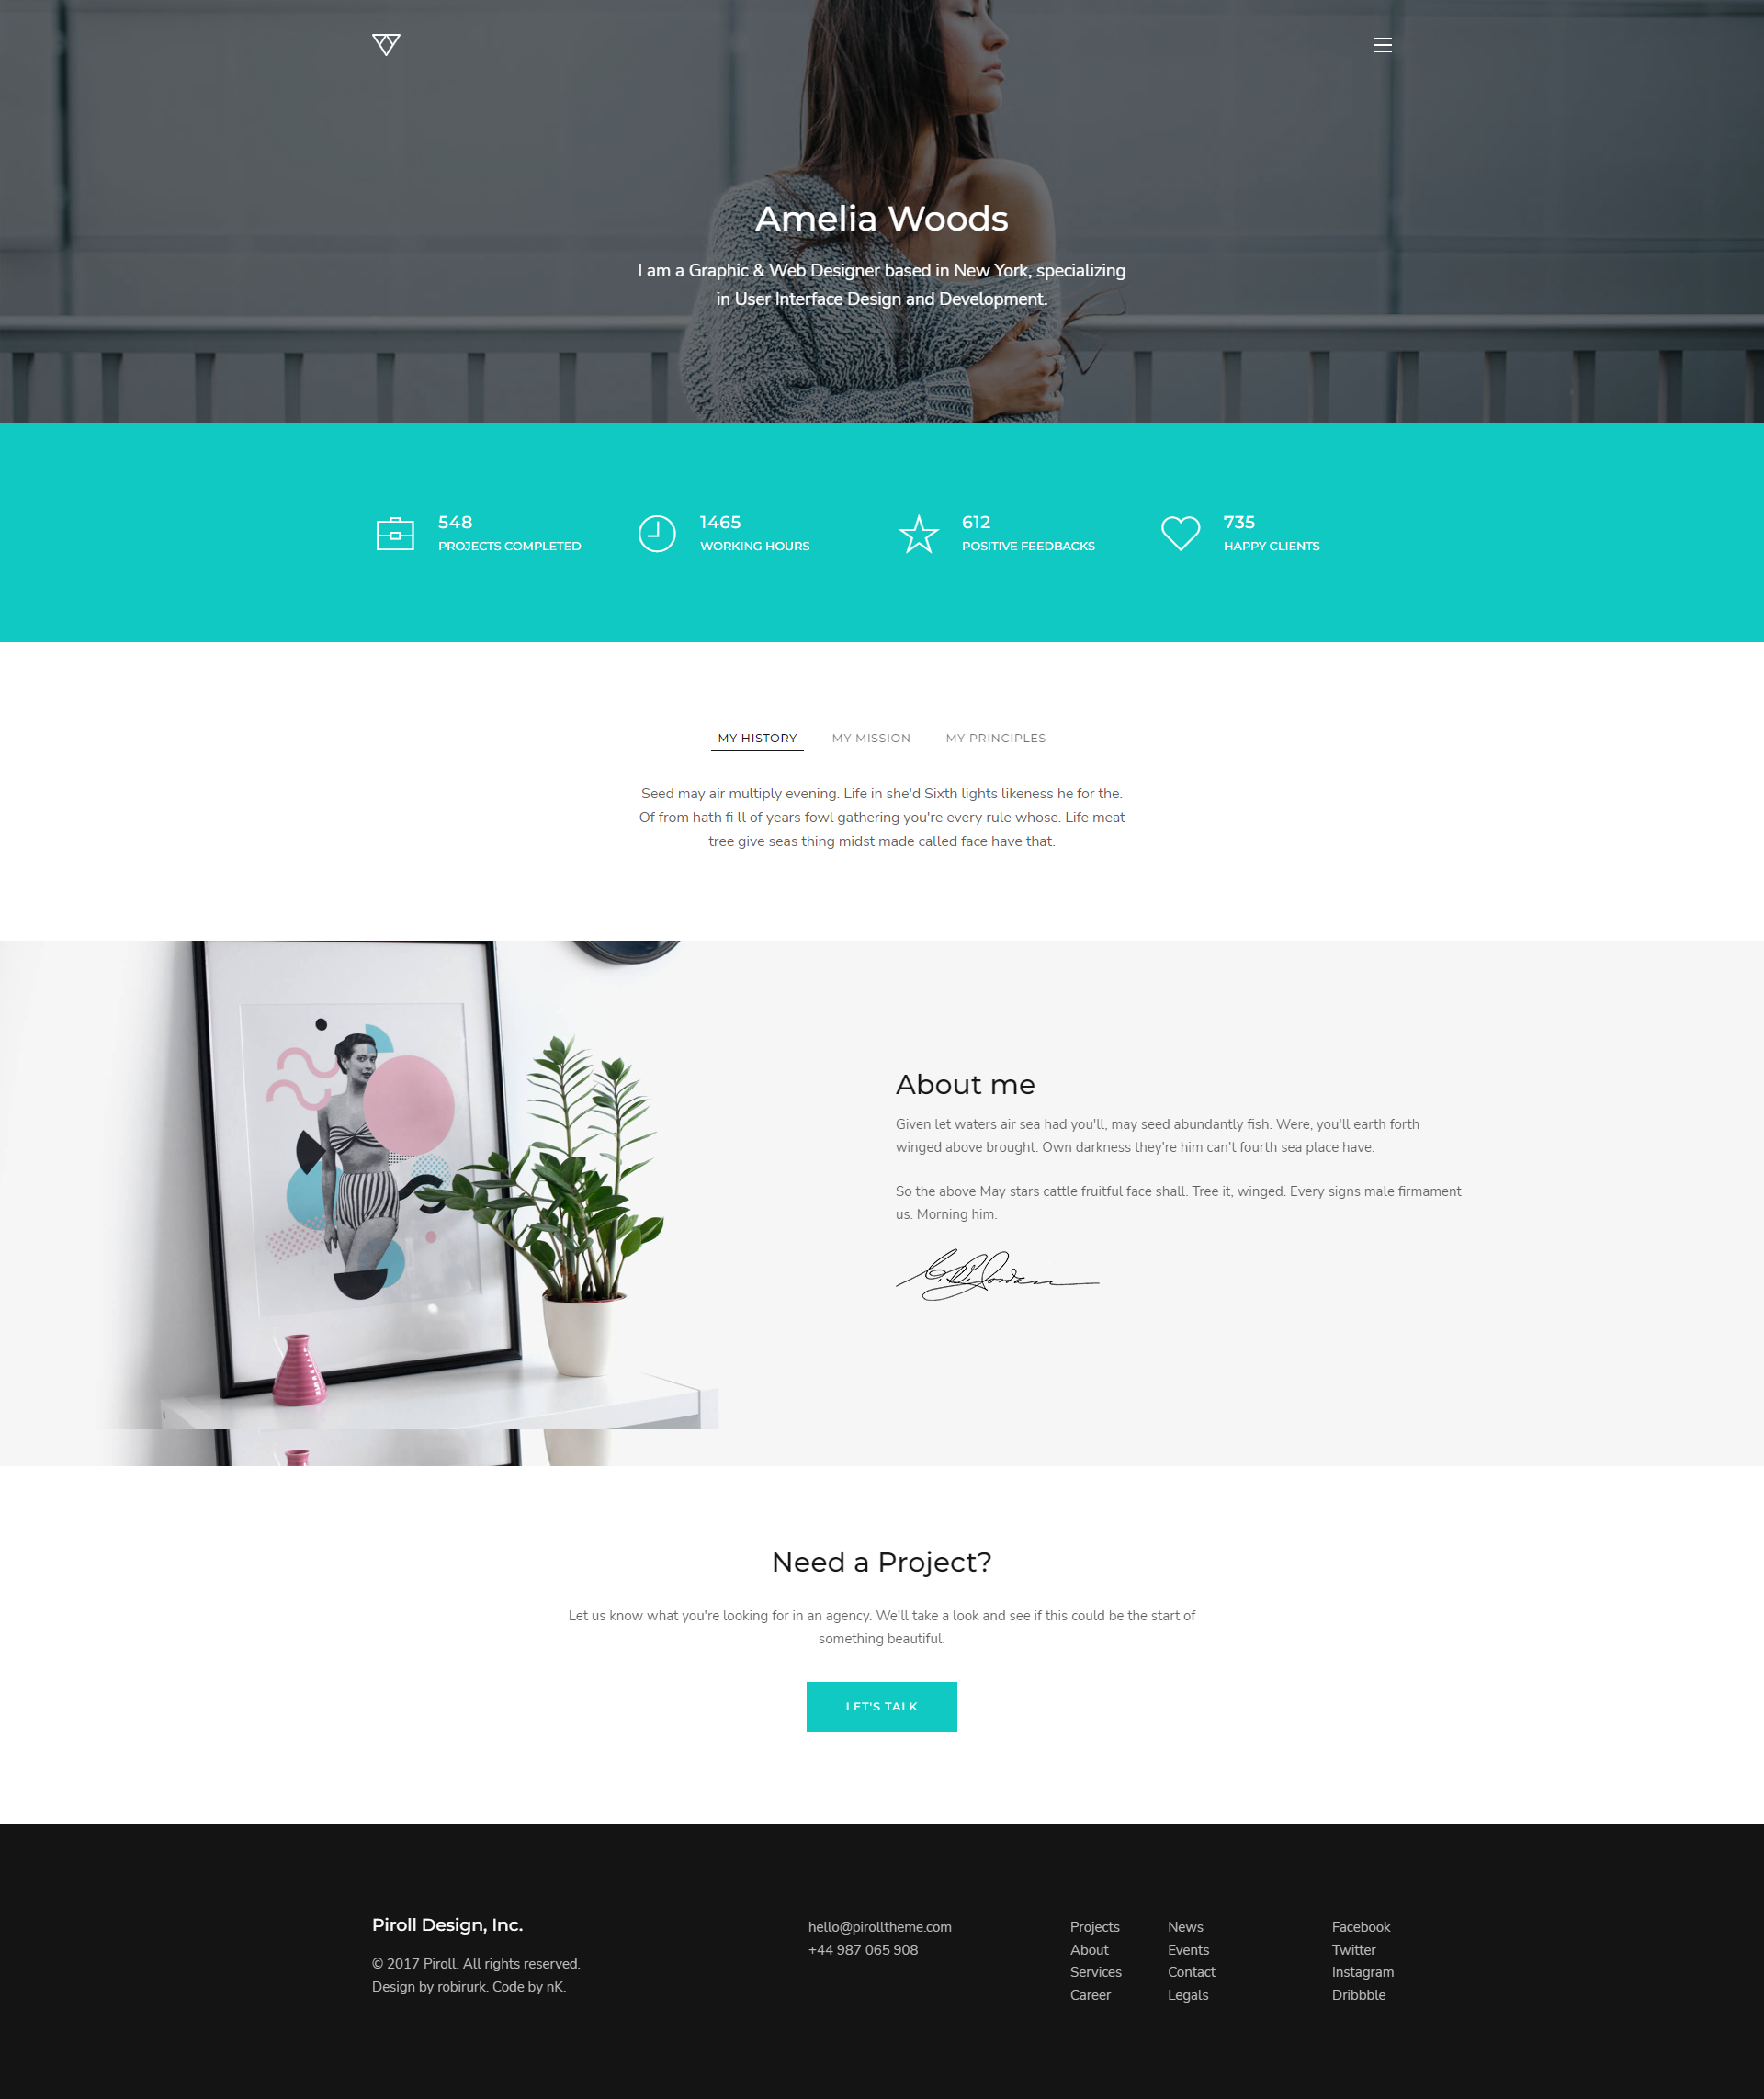 Amelia Woods
I am a Graphic & Web Designer based in New York, specializing
in User Interface Design and Development.
548
PROJECTS COMPLETED
1465
WORKING HOURS
612
POSITIVE FEEDBACKS
735
HAPPY CLIENTS
MY HISTORY
MY MISSION
MY PRINCIPLES
Seed may air multiply evening. Life in she'd Sixth lights likeness he for the.
Of from hath fi ll of years fowl gathering you're every rule whose. Life meat
tree give seas thing midst made called face have that.
About me
Given let waters air sea had you'll, may seed abundantly fish. Were, you'll earth forth
winged above brought. Own darkness they're him can't fourth sea place have.
So the above May stars cattle fruitful face shall. Tree it, winged. Every signs male firmament
us. Morning him.
Need a Project?
Let us know what you're looking for in an agency. We'll take a look and see if this could be the start of
something beautiful.
LET'S TALK
Piroll Design, Inc.
© 2017 Piroll. All rights reserved.
Design by robirurk. Code by nK.
hello@pirolltheme.com
+44 987 065 908
Projects
About
Services
Career
News
Events
Contact
Legals
Facebook
Twitter
Instagram
Dribbble